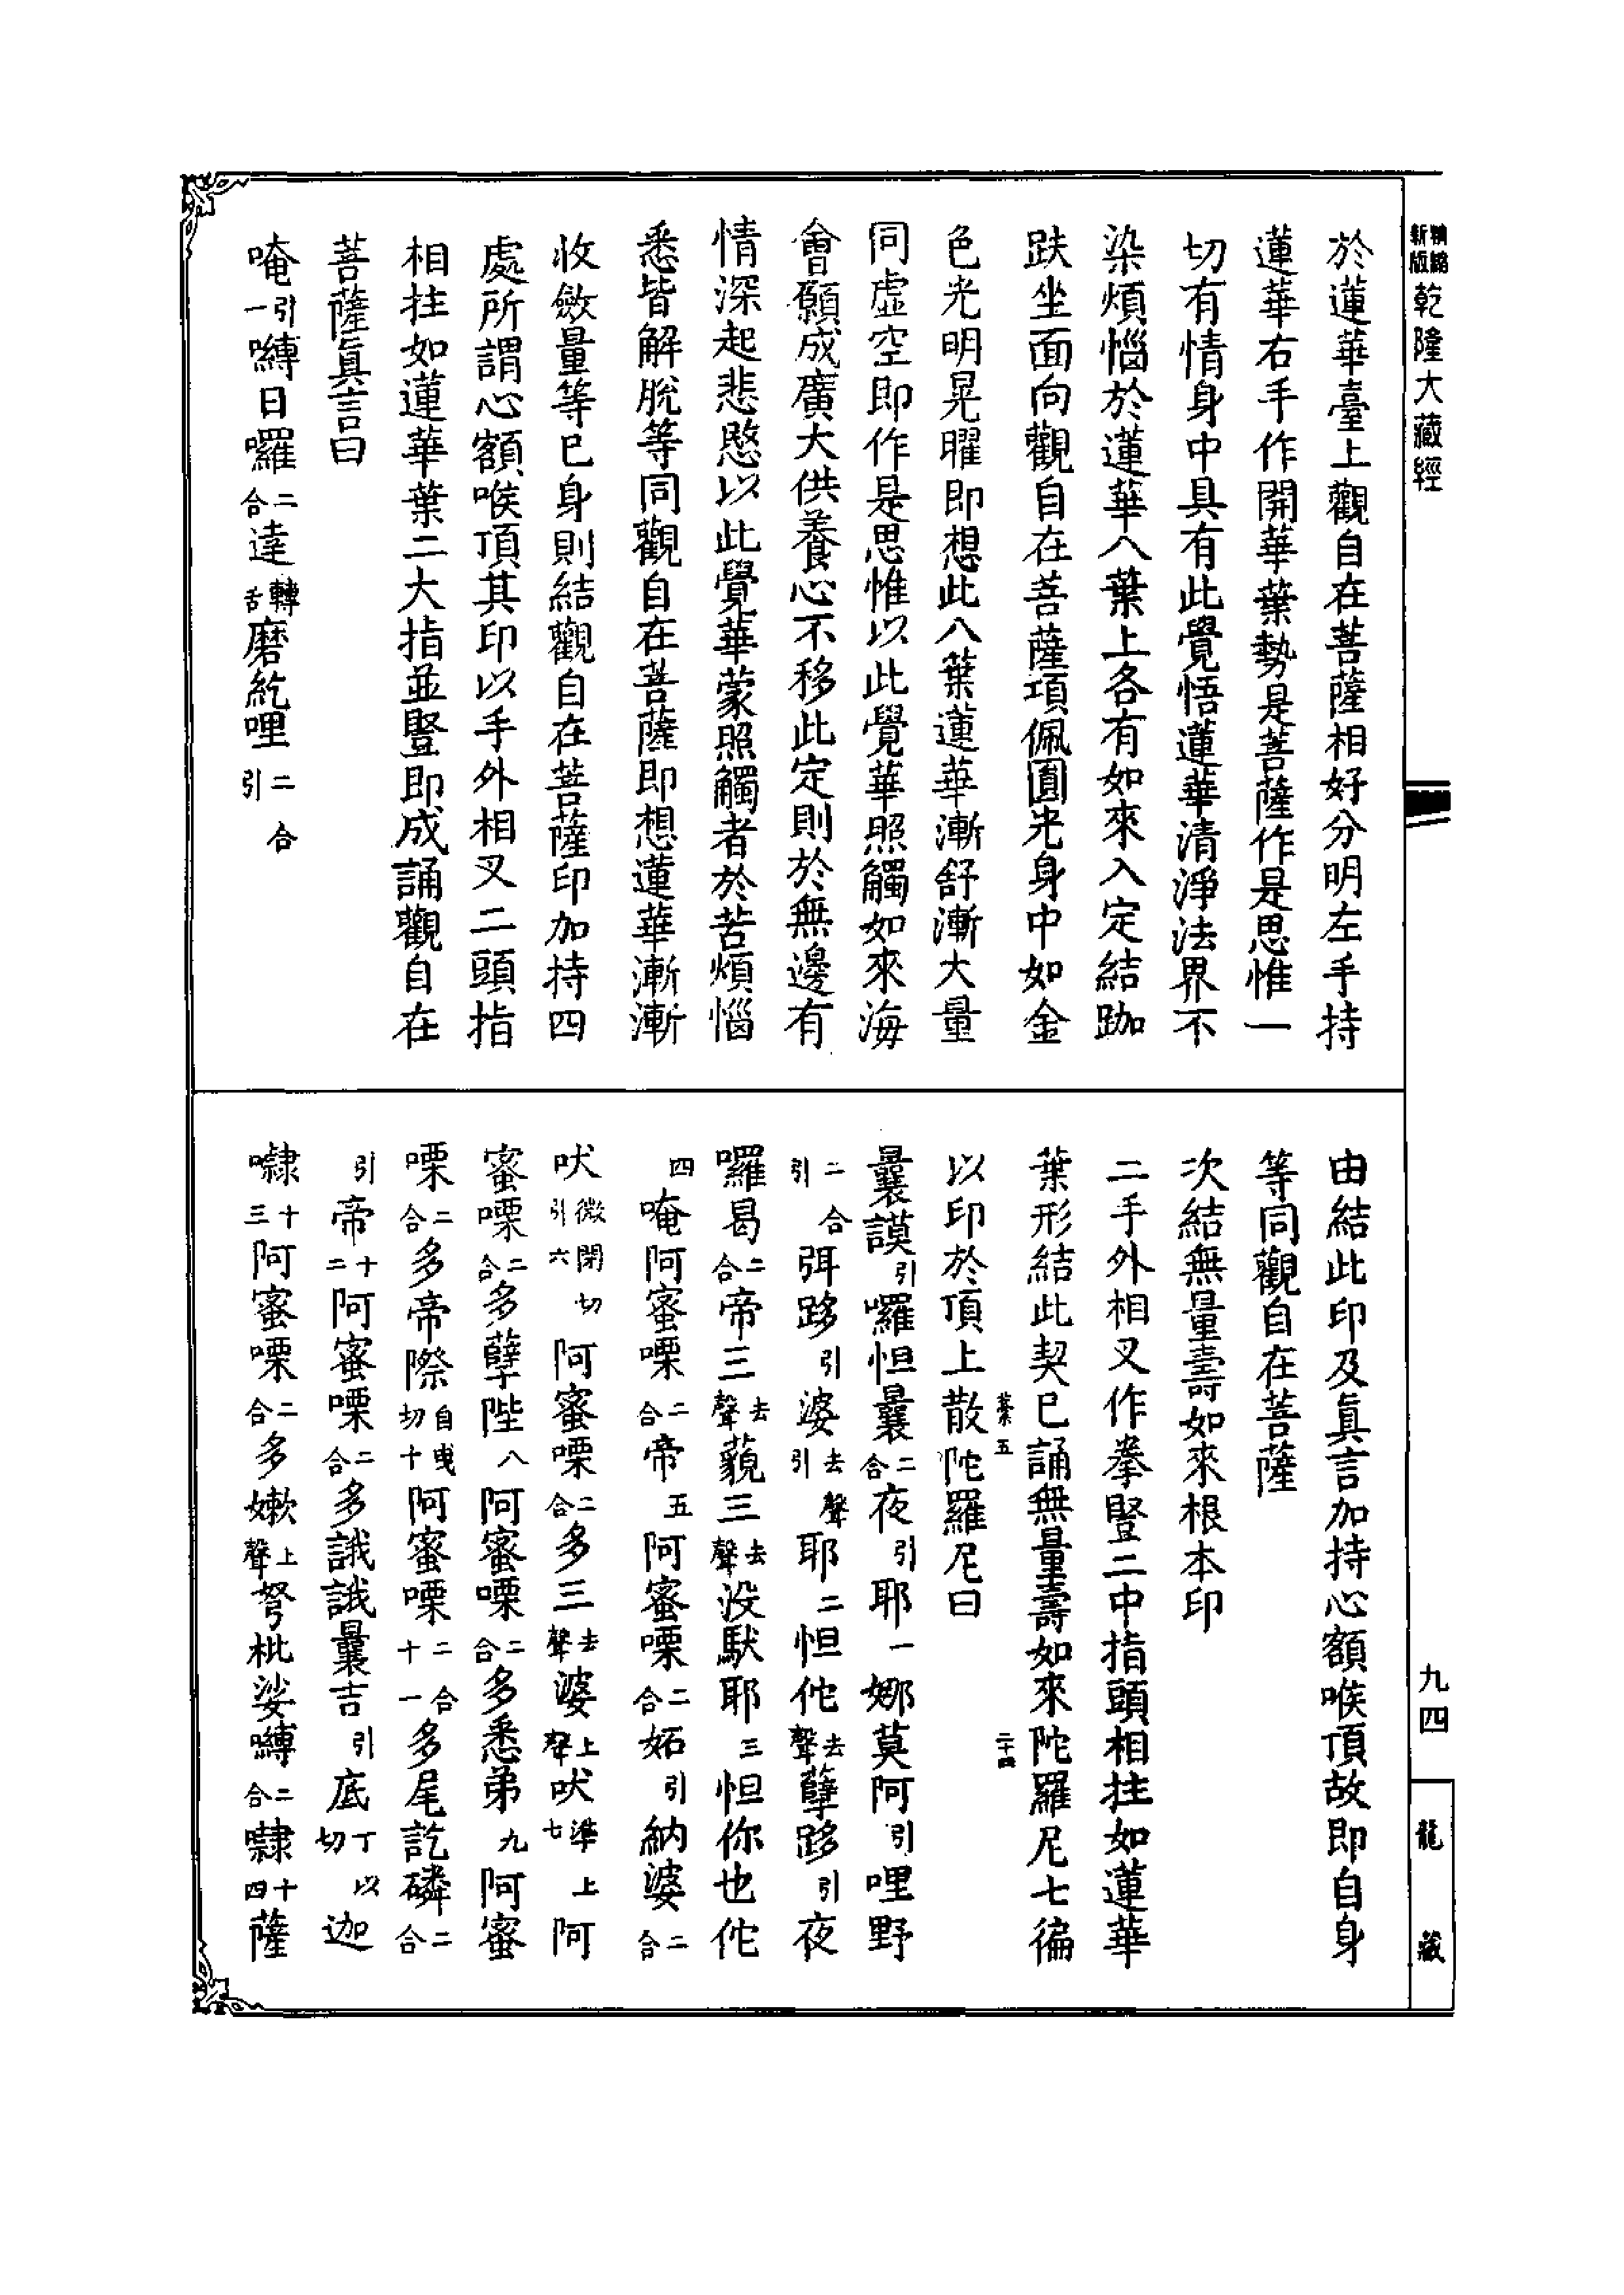 新版
乾隆大藏經
於蓮華臺上觀自在菩薩相好分明左手持
蓮華右手作開華葉勢是菩薩作是思惟一
切有情身中具有此覺悟蓮華清淨法界不
染煩惱於蓮華八葉上各有如來入定結跏
趺坐面向觀自在菩薩項佩圓光身中如金
色光明晃曜即想此八葉蓮華漸舒漸大量
同虛空即作是思惟以此覺華照觸如來海
會願成廣大供養心不移此定則於無邊有
情深起悲愍以此覺華蒙照觸者於苦煩惱
悉皆解脫等同觀自在菩薩即想蓮華漸漸
收斂量等已身則結觀自在菩薩印加持四
處所謂心額喉頂其印以手外相叉二頭指
相拄如蓮華葉二大指並豎即成誦觀自在
菩薩真言曰
唵引一嚩日囉二合達轉舌磨紇哩二合引
由結此印及真言加持心額喉頂故即自身
等同觀自在菩薩
次結無量壽如來根本印
二手外相叉作拳豎二中指頭相拄如蓮華
葉形結此契已誦無量壽如來陀羅尼七徧
以印於頂上散陀羅尼曰
曩謨引囉怛曩二合夜引耶一娜莫阿引哩野
二合引弭跢引婆去聲引耶二怛佗去聲孽跢引夜
囉曷二合帝三去聲藐三去聲沒馱耶三怛你也佗
四唵阿蜜㗚二合帝五阿蜜㗚二合妬引納婆二合
吠微閉切引六阿蜜㗚二合多三去聲婆上聲吠準上七阿
蜜㗚二合多孽陛八阿蜜㗚二合多悉弟九阿蜜
㗚二合多帝際自曳切十阿蜜㗚二合十一多尾訖磷二合
引帝十二阿蜜㗚二合多誐誐曩吉引底丁以切迦
㘑十三阿蜜㗚二合多嫰上聲弩枇娑嚩二合㘑十四薩
葉五
二十四
九四
龍藏